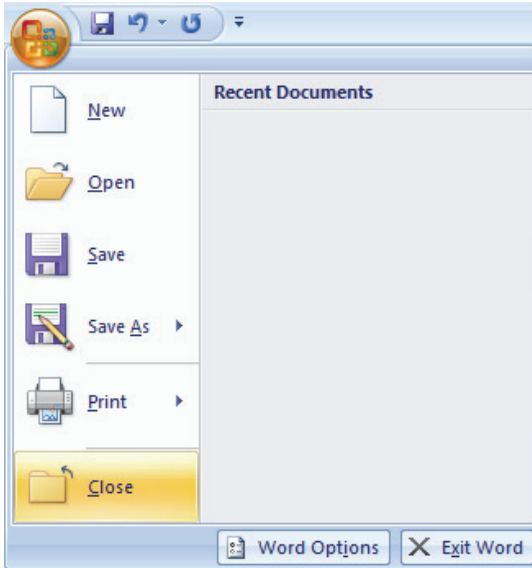 Recent Documents
New
Open
Save
Save As
Print
Close
Word Options
Exit Word